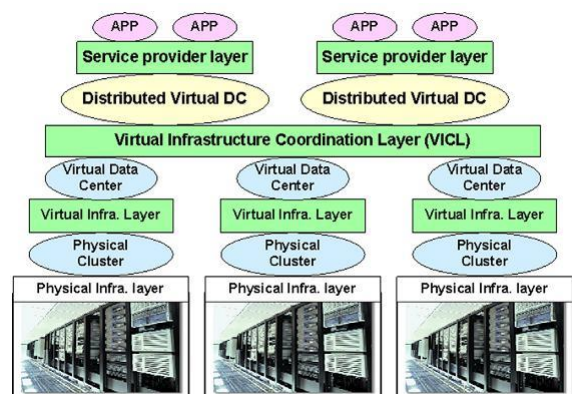 APP APP APP APP
Service provider layer Service provider layer
Distributed Virtual DC Distributed Virtual DC
Virtual Infrastructure Coordination Layer (VICL)
Virtual Data Virtual Data Virtual Data
Center Center Center
Virtual Infra. Layer Virtual Infra. Layer Virtual Infra. Layer
Physical Physical Physical
Cluster Cluster Cluster
Physical Infra. layer Physical Infra. layer Physical Infra. layer